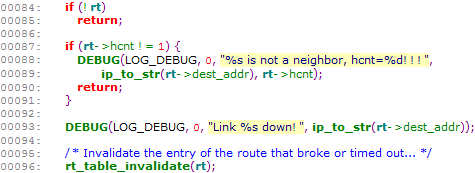 00084:     if (! rt)
00085:       return;
00086:
00087:     if (rt->hcnt ! = 1) {
00088:       DEBUG(LOG_DEBUG, 0, "%s is not a neighbor, hcnt=%d! ! ! ",
00089:             ip_to_str(rt->dest_addr), rt->hcnt);
00090:       return;
00091:     }
00092:
00093:     DEBUG(LOG_DEBUG, 0, "Link %s down! ", ip_to_str(rt->dest_addr));
00094:
00095:     / * Invalidate the entry of the route that broke or timed out... */
00096:     rt_table_invalidate(rt);